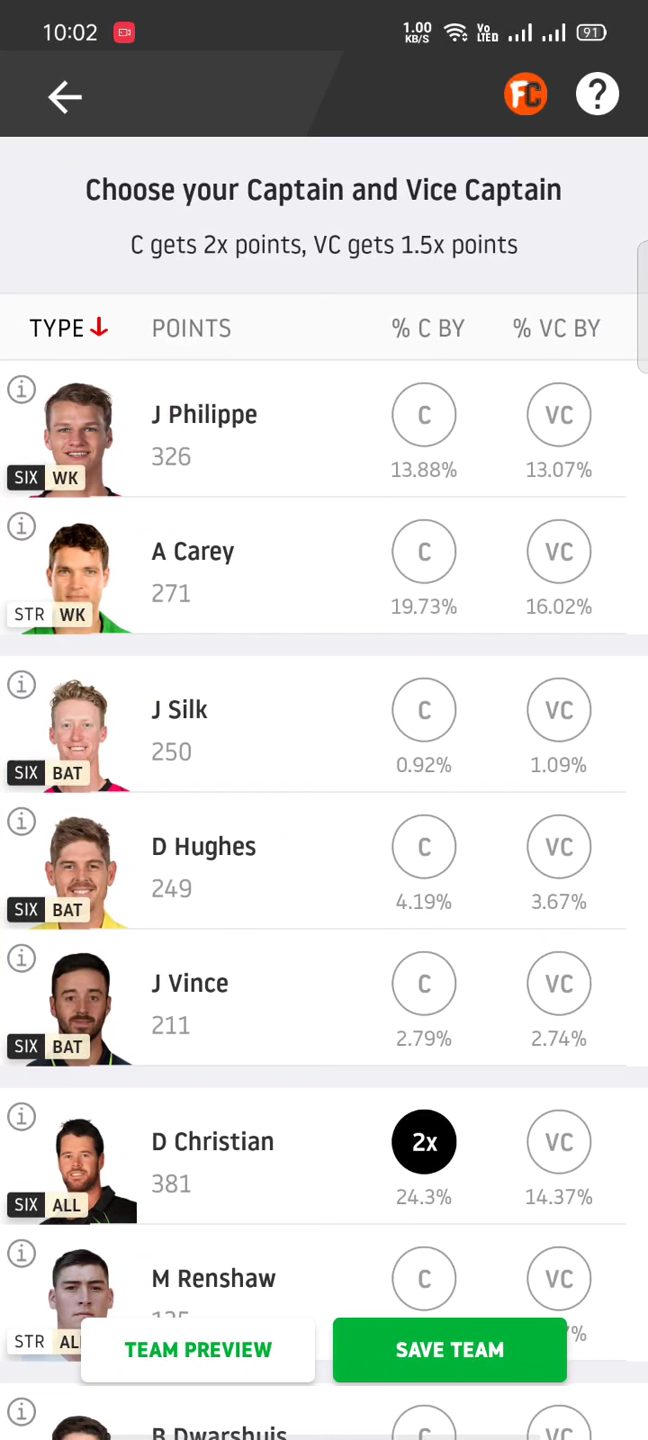 10:02 1.00 KB/S Vo LTED 91
FC ?
Choose your Captain and Vice Captain
C gets 2x points, VC gets 1.5x points
TYPE POINTS % C BY % VC BY
J Philippe C VC
326 13.88% 13.07%
SIX WK
A Carey C VC
271 19.73% 16.02%
STR WK
J Silk C VC
250 0.92% 1.09%
SIX BAT
D Hughes C VC
249 4.19% 3.67%
SIX BAT
J Vince C VC
211 2.79% 2.74%
SIX BAT
D Christian 2x VC
381 24.3% 14.37%
SIX ALL
M Renshaw C VC
STR
TEAM PREVIEW SAVE TEAM
B Dwarshuis C VC